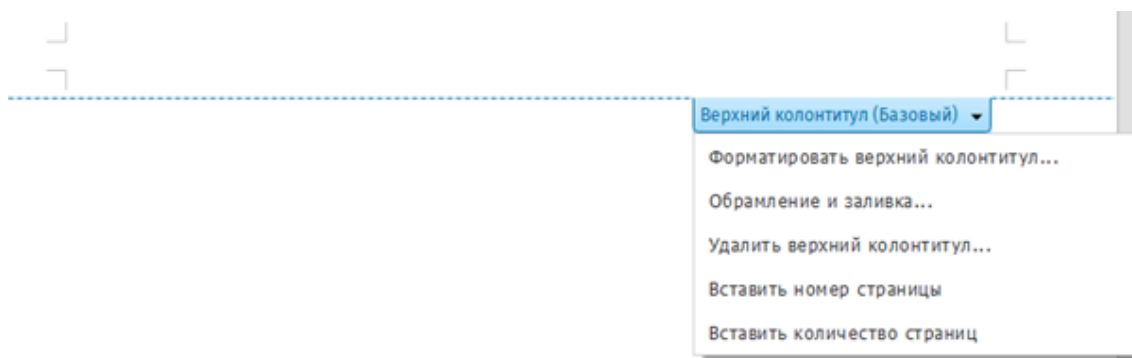 Верхний колонтитул (Базовый)
Форматировать верхний колонтитул...
Обрамление и заливка...
Удалить верхний колонтитул...
Вставить номер страницы
Вставить количество страниц